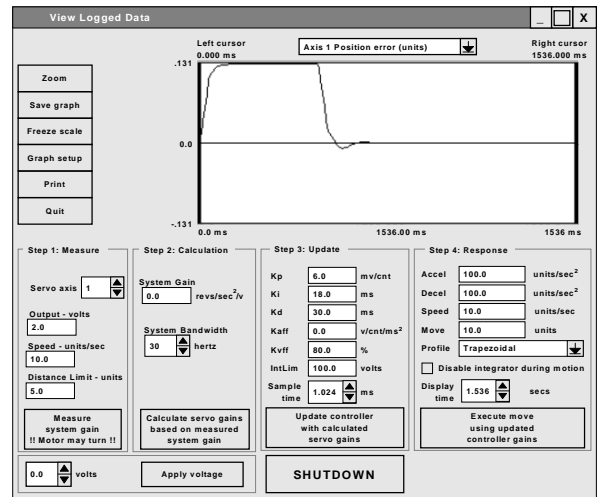 View Logged Data
_ X
Left cursor
0.000 ms
Axis 1 Position error (units)
Right cursor
1536.000 ms
Zoom
Save graph
Freeze scale
Graph setup
Print
Quit
.131
0.0
-.131
0.0 ms 1536.00 ms 1536 ms
Step 1: Measure
Servo axis 1
Output - volts
2.0
Speed - units/sec
10.0
Distance Limit - units
5.0
Measure
system gain
!! Motor may turn !!
Step 2: Calculation
System Gain
0.0 revs/sec²/v
System Bandwidth
30 hertz
Calculate servo gains
based on measured
system gain
Step 3: Update
Kp 6.0 mv/cnt
Ki 18.0 ms
Kd 30.0 ms
Kaff 0.0 v/cnt/ms²
Kvff 80.0 %
IntLim 100.0 volts
Sample
time 1.024 ms
Update controller
with calculated
servo gains
Step 4: Response
Accel 100.0 units/sec²
Decel 100.0 units/sec²
Speed 10.0 units/sec
Move 10.0 units
Profile Trapezoidal
Disable integrator during motion
Display
time 1.536 secs
Execute move
using updated
controller gains
0.0 volts
Apply voltage
SHUTDOWN